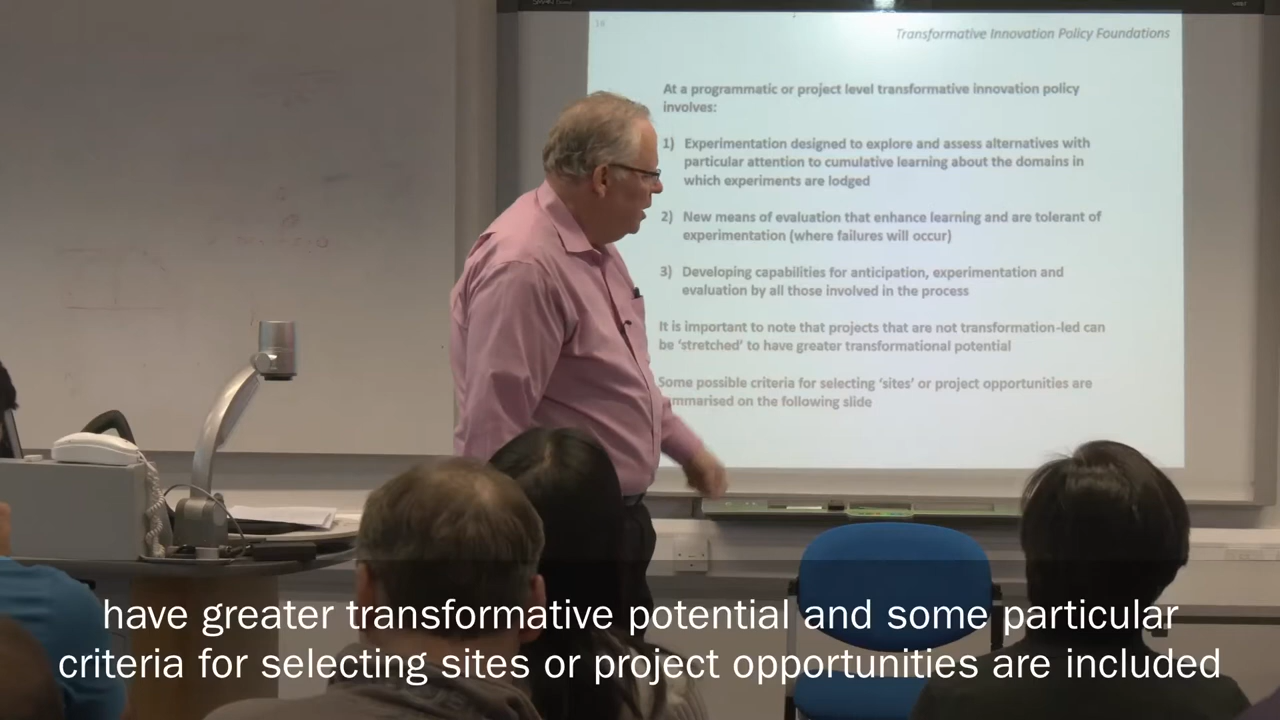 Transformative Innovation Policy Foundations
At a programmatic or project level transformative innovation policy
involves:
1) Experimentation designed to explore and assess alternatives with
particular attention to cumulative learning about the domains in
which experiments are lodged
2) New means of evaluation that enhance learning and are tolerant of
experimentation (where failures will occur)
3) Developing capabilities for anticipation, experimentation and
evaluation by all those involved in the process
It is important to note that projects that are not transformation-led can
be ‘stretched’ to have greater transformational potential
Some possible criteria for selecting ‘sites’ or project opportunities are
mmarised on the following slide
have greater transformative potential and some particular
criteria for selecting sites or project opportunities are included